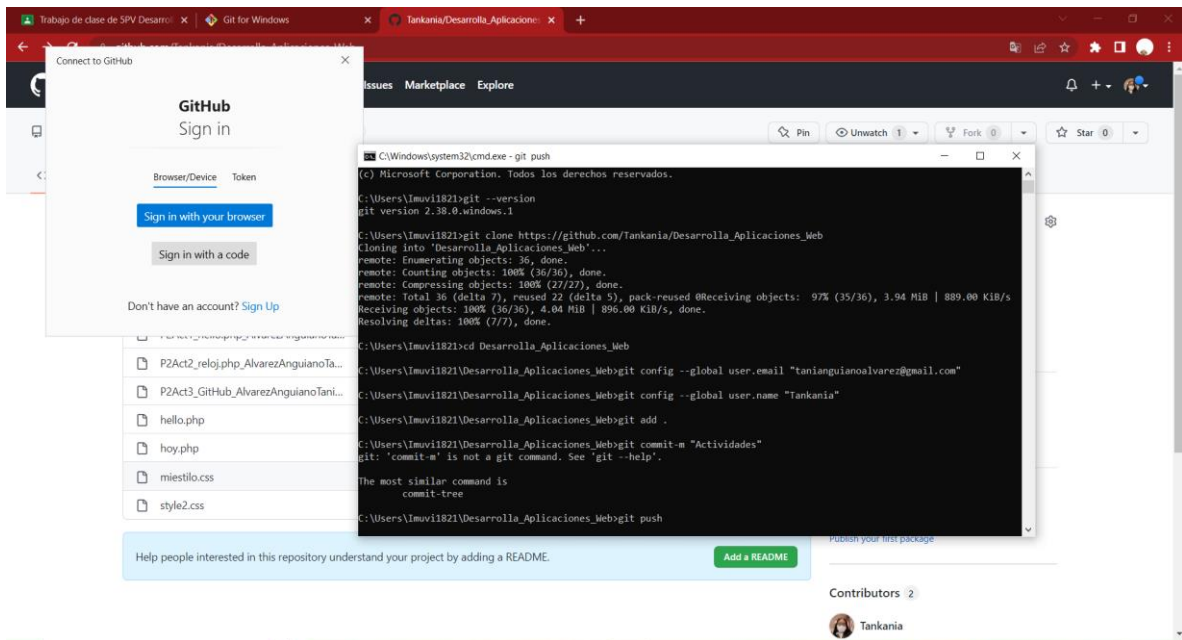 Trabajo de clase de 5PV Desarrol
Git for Windows
Tankania/Desarrolla_Aplicacione
Connect to GitHub
GitHub
Sign in
Browser/Device Token
Sign in with your browser
Sign in with a code
Don't have an account? Sign Up
Issues Marketplace Explore
Pin Unwatch 1 Fork 0 Star 0
C:\Windows\system32\cmd.exe - git push
(c) Microsoft Corporation. Todos los derechos reservados.
C:\Users\Imuvi1821>git --version
git version 2.38.0.windows.1
C:\Users\Imuvi1821>git clone https://github.com/Tankania/Desarrolla_Aplicaciones_Web
Cloning into 'Desarrolla_Aplicaciones_Web'...
remote: Enumerating objects: 36, done.
remote: Counting objects: 100% (36/36), done.
remote: Compressing objects: 100% (27/27), done.
remote: Total 36 (delta 7), reused 22 (delta 5), pack-reused 0Receiving objects:  97% (35/36), 3.94 MiB | 889.00 KiB/s
Receiving objects: 100% (36/36), 4.04 MiB | 896.00 KiB/s, done.
Resolving deltas: 100% (7/7), done.
C:\Users\Imuvi1821>cd Desarrolla_Aplicaciones_Web
C:\Users\Imuvi1821\Desarrolla_Aplicaciones_Web>git config --global user.email "tanianguianoalvarez@gmail.com"
C:\Users\Imuvi1821\Desarrolla_Aplicaciones_Web>git config --global user.name "Tankania"
C:\Users\Imuvi1821\Desarrolla_Aplicaciones_Web>git add .
C:\Users\Imuvi1821\Desarrolla_Aplicaciones_Web>git commit-m "Actividades"
git: 'commit-m' is not a git command. See 'git --help'.
The most similar command is
commit-tree
C:\Users\Imuvi1821\Desarrolla_Aplicaciones_Web>git push
P2Act2_reloj.php_AlvarezAnguianoTa...
P2Act3_GitHub_AlvarezAnguianoTani...
hello.php
hoy.php
miestilo.css
style2.css
Help people interested in this repository understand your project by adding a README.
Add a README
Publish your first package
Contributors 2
Tankania